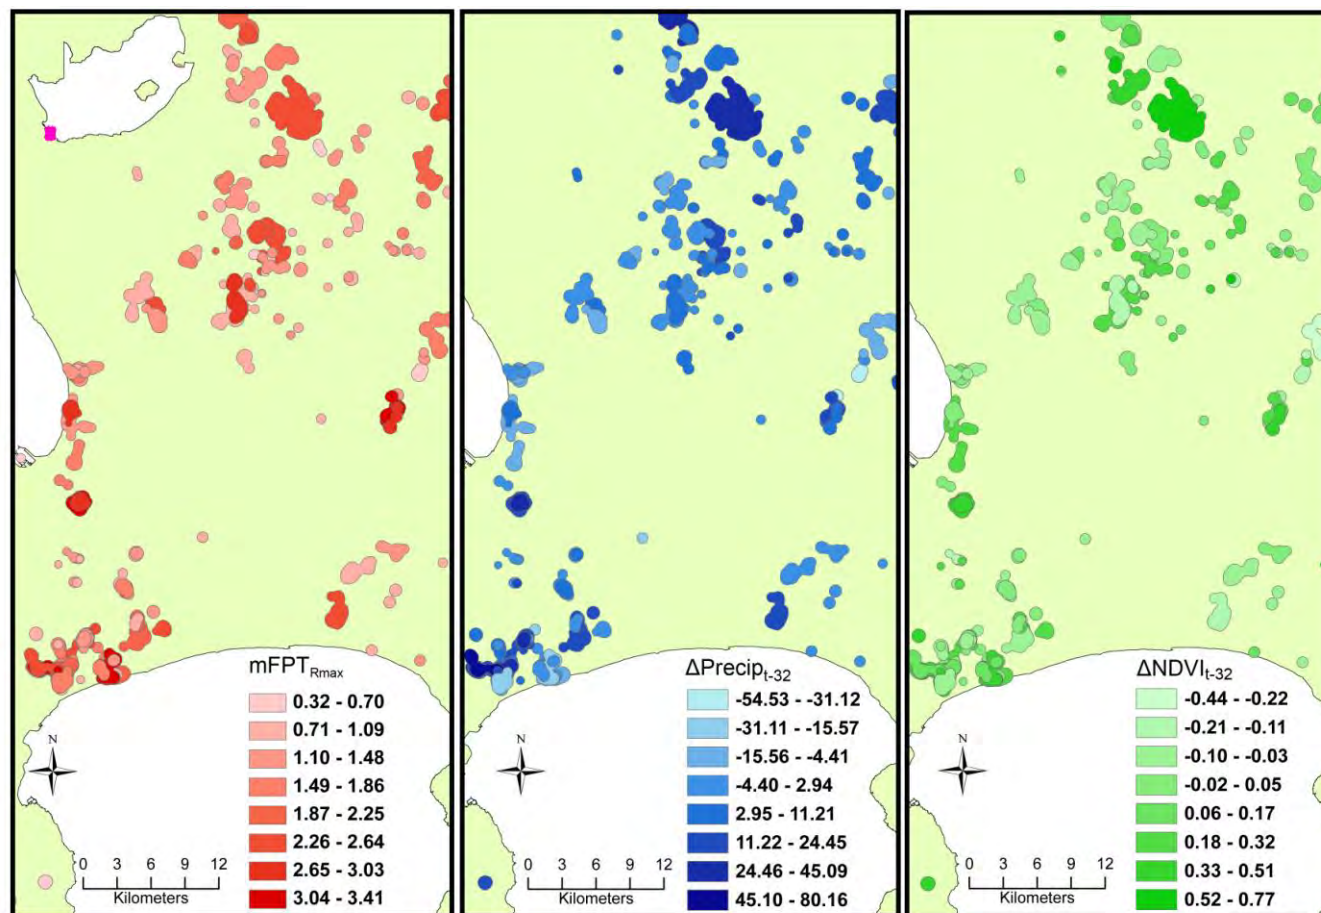 mFPTRmax
0.32 - 0.70
0.71 - 1.09
1.10 - 1.48
1.49 - 1.86
1.87 - 2.25
2.26 - 2.64
2.65 - 3.03
3.04 - 3.41
N
0 3 6 9 12
Kilometers
ΔPrecipt-32
-54.53 - -31.12
-31.11 - -15.57
-15.56 - -4.41
-4.40 - 2.94
2.95 - 11.21
11.22 - 24.45
24.46 - 45.09
45.10 - 80.16
N
0 3 6 9 12
Kilometers
ΔNDVIt-32
-0.44 - -0.22
-0.21 - -0.11
-0.10 - -0.03
-0.02 - 0.05
0.06 - 0.17
0.18 - 0.32
0.33 - 0.51
0.52 - 0.77
N
0 3 6 9 12
Kilometers